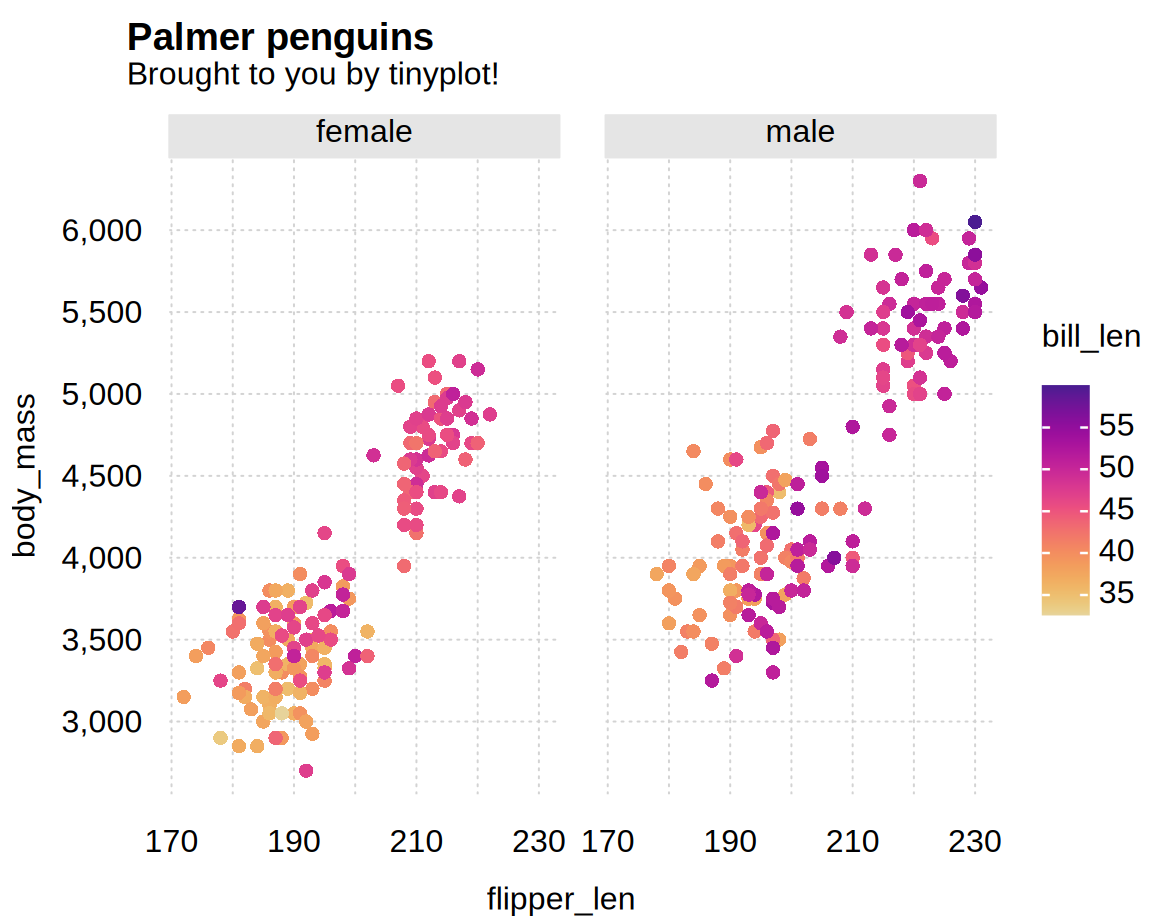 Palmer penguins
Brought to you by tinyplot!
female
male
6,000
5,500
5,000
4,500
4,000
3,500
3,000
body_mass
170 190 210 230 170 190 210 230
flipper_len
bill_len
55
50
45
40
35